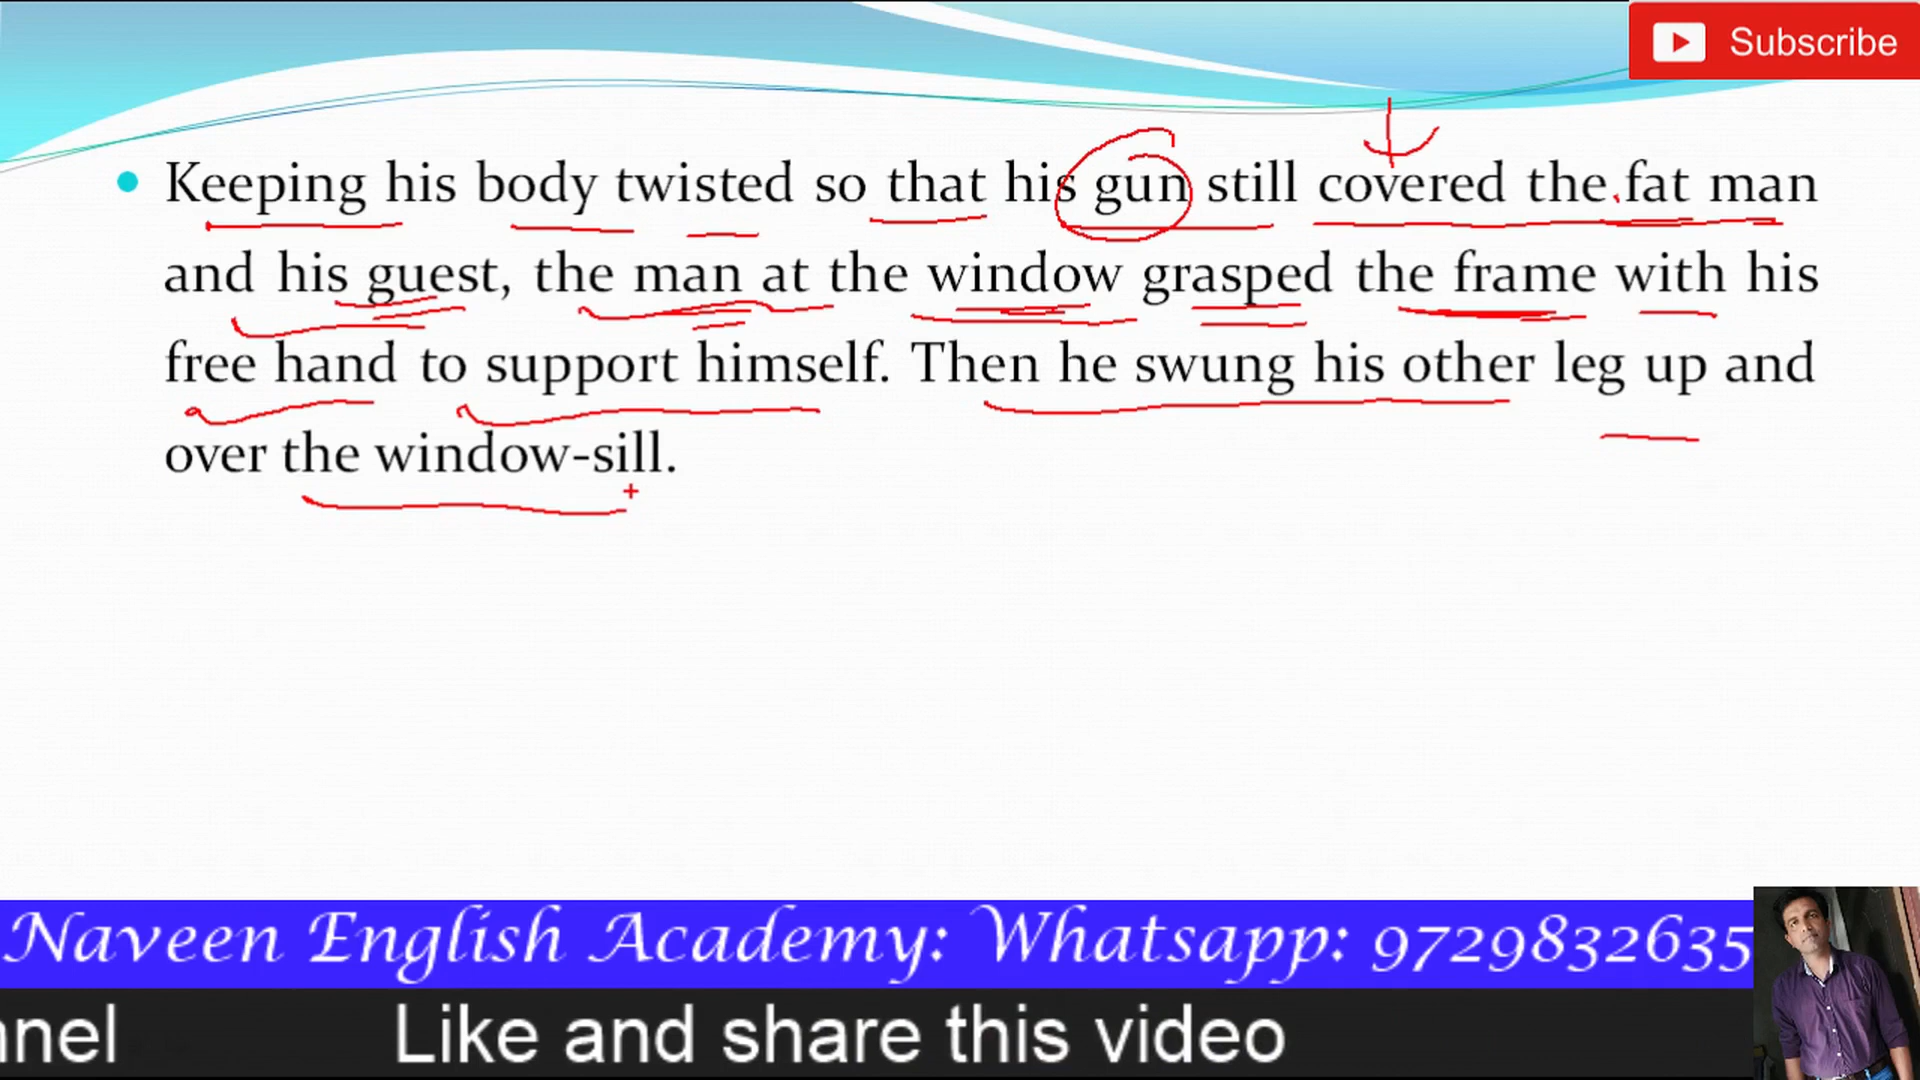 Subscribe
Keeping his body twisted so that his gun still covered the fat man
and his guest, the man at the window grasped the frame with his
free hand to support himself. Then he swung his other leg up and
over the window-sill.
Naveen English Academy: Whatsapp: 9729832635
nnel Like and share this video